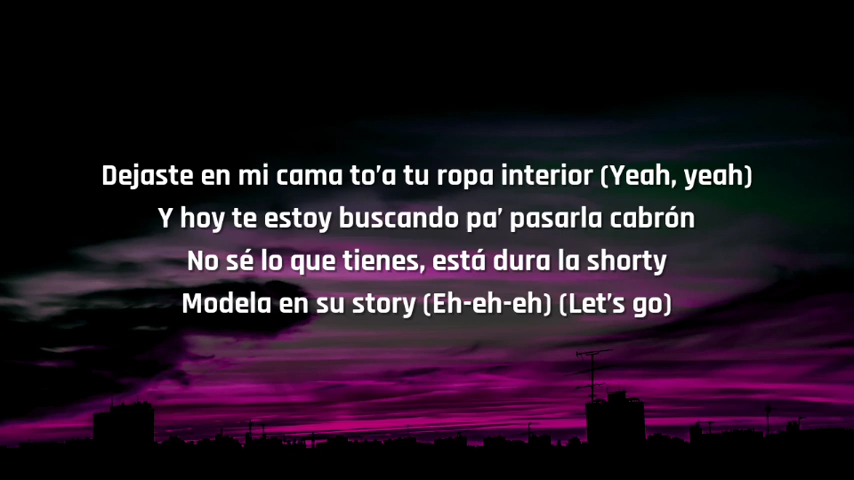 Dejaste en mi cama to’a tu ropa interior (Yeah, yeah)
Y hoy te estoy buscando pa’ pasarla cabrón
No sé lo que tienes, está dura la shorty
Modela en su story (Eh-eh-eh) (Let’s go)